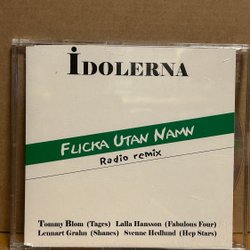 IDOLERNA
FLICKA UTAN NAMN
Radio remix
Tommy Blom (Tages) Lalla Hansson (Fabulous Four)
Lennart Grahn (Shanes) Svenne Hedlund (Hep Stars)